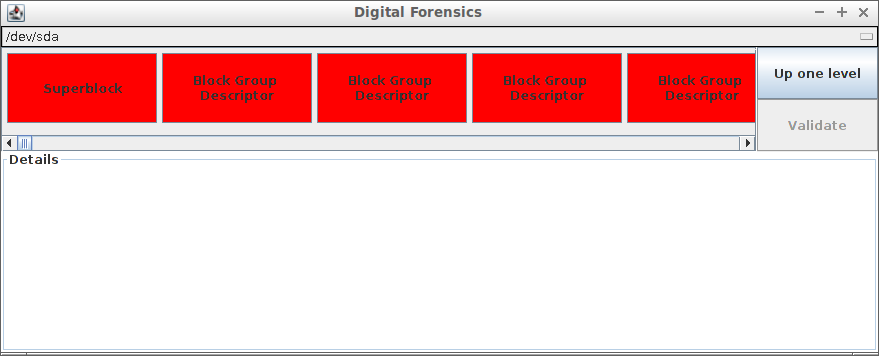 Digital Forensics
/dev/sda
Superblock
Block Group
Descriptor
Block Group
Descriptor
Block Group
Descriptor
Block Group
Descriptor
Up one level
Validate
Details